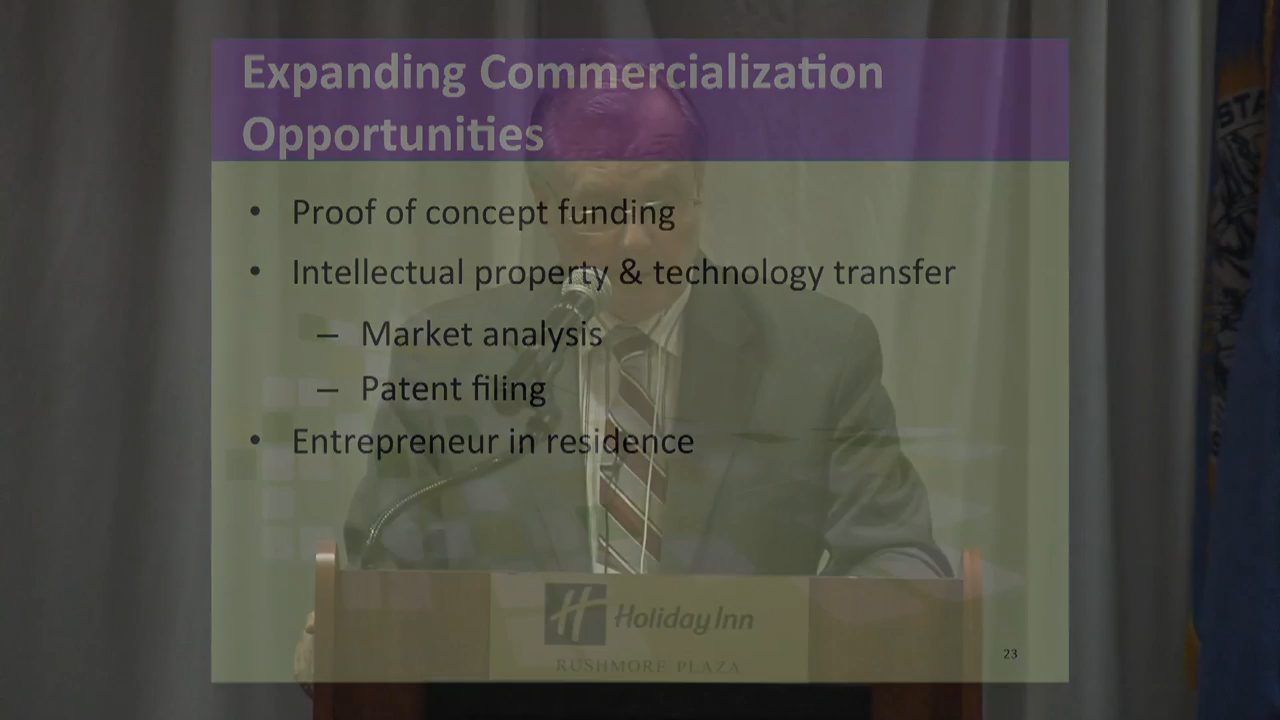 Expanding Commercialization
Opportunities
• Proof of concept funding
• Intellectual property & technology transfer
– Market analysis
– Patent filing
• Entrepreneur in residence
H Holiday Inn
RUSHMORE PLAZA
23
STA